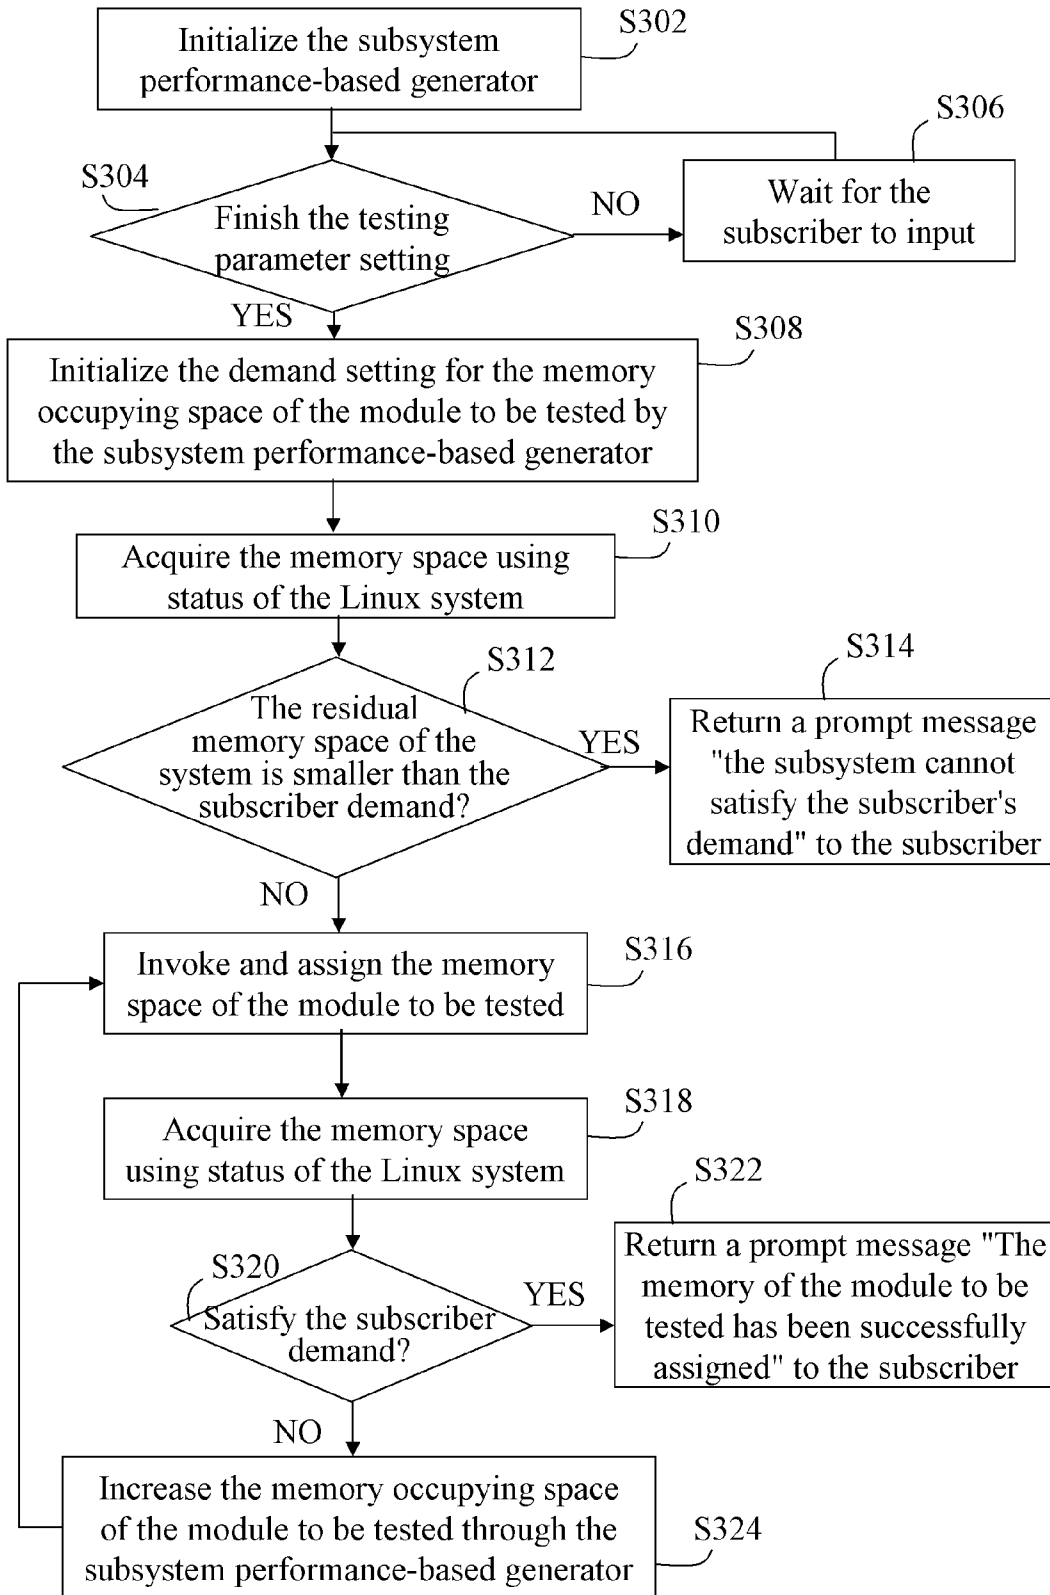 S302
Initialize the subsystem
performance-based generator
S306
S304
Finish the testing
parameter setting
NO
Wait for the
subscriber to input
YES
S308
Initialize the demand setting for the memory
occupying space of the module to be tested by
the subsystem performance-based generator
S310
Acquire the memory space using
status of the Linux system
S312
The residual
memory space of the
system is smaller than the
subscriber demand?
YES
S314
Return a prompt message
"the subsystem cannot
satisfy the subscriber's
demand" to the subscriber
NO
S316
Invoke and assign the memory
space of the module to be tested
S318
Acquire the memory space
using status of the Linux system
S320
Satisfy the subscriber
demand?
YES
S322
Return a prompt message "The
memory of the module to be
tested has been successfully
assigned" to the subscriber
NO
Increase the memory occupying space
of the module to be tested through the
subsystem performance-based generator
S324